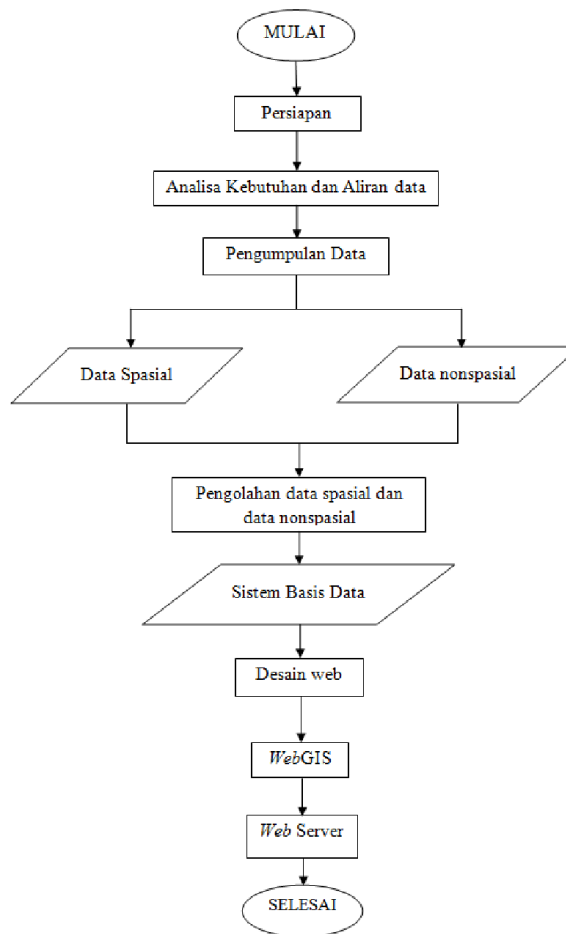 MULAI
Persiapan
Analisa Kebutuhan dan Aliran data
Pengumpulan Data
Data Spasial
Data nonspasial
Pengolahan data spasial dan
data nonspasial
Sistem Basis Data
Desain web
WebGIS
Web Server
SELESAI